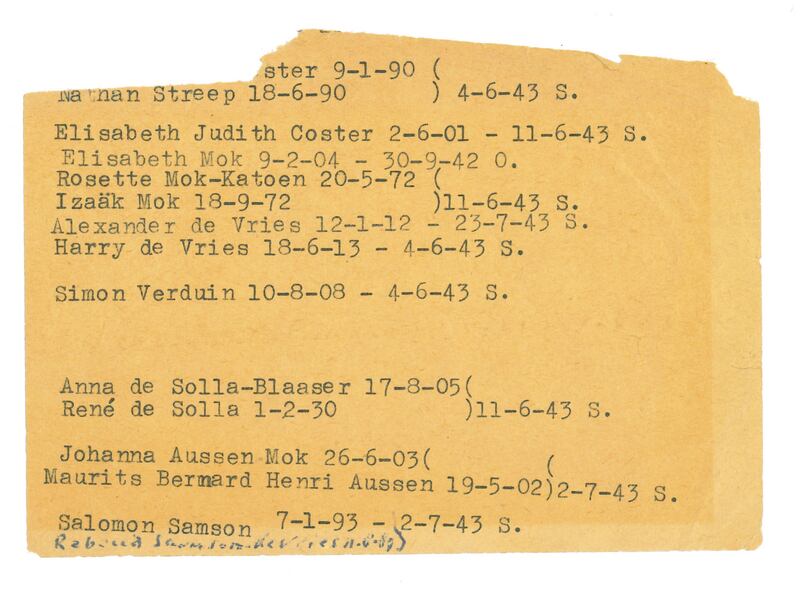 ster 9-1-90 (
Nathan Streep 18-6-90 ) 4-6-43 S.
Elisabeth Judith Coster 2-6-01 - 11-6-43 S.
Elisabeth Mok 9-2-04 - 30-9-42 O.
Rosette Mok-Katoen 20-5-72 (
Izaäk Mok 18-9-72 )11-6-43 S.
Alexander de Vries 12-1-12 - 23-7-43 S.
Harry de Vries 18-6-13 - 4-6-43 S.
Simon Verduin 10-8-08 - 4-6-43 S.
Anna de Solla-Blaaser 17-8-05(
René de Solla 1-2-30 )11-6-43 S.
Johanna Aussen Mok 26-6-03( (
Maurits Bernard Henri Aussen 19-5-02)2-7-43 S.
Salomon Samson 7-1-93 - 2-7-43 S.
Rebecca Samson-de Vries